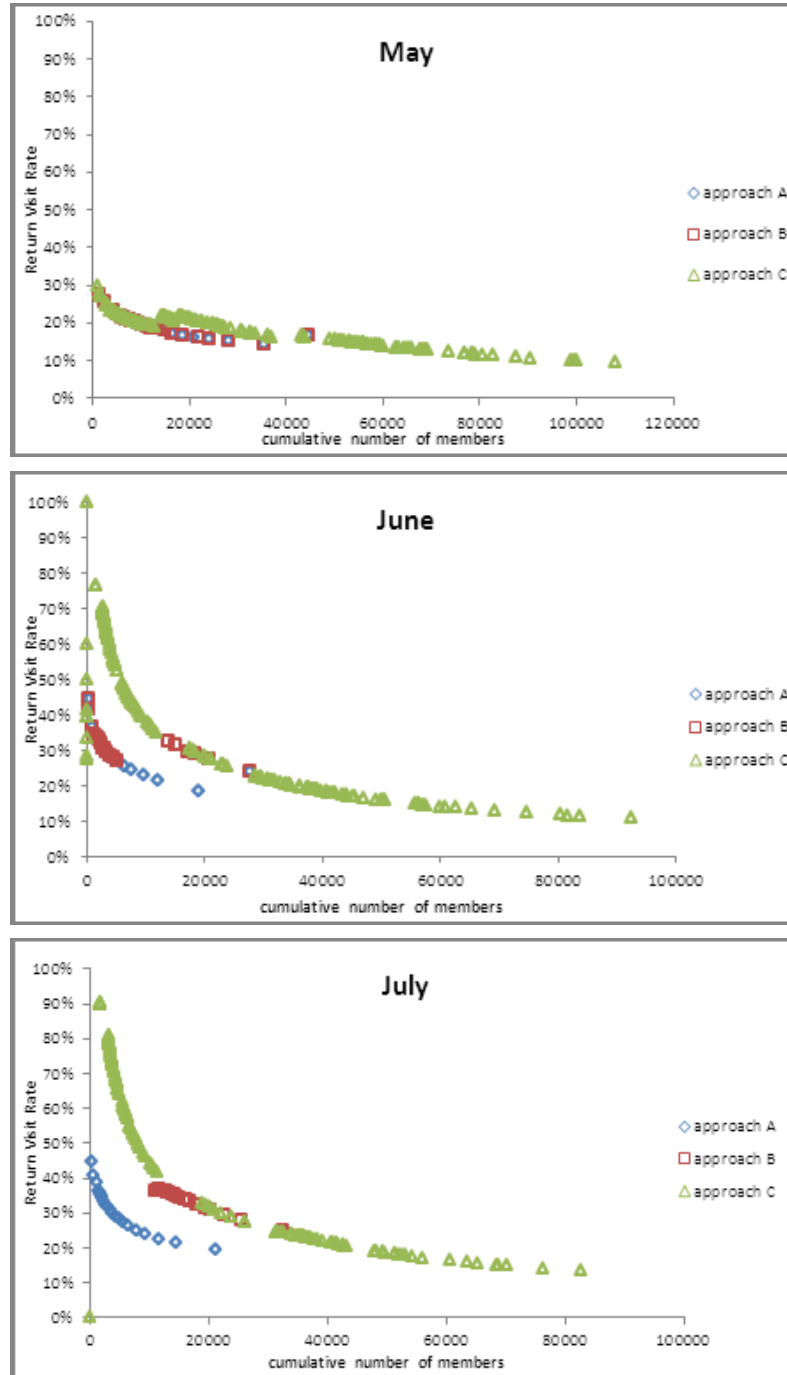 May
100%
90%
80%
70%
60%
50%
40%
30%
20%
10%
0%
Return Visit Rate
0 20000 40000 60000 80000 100000 120000
cumulative number of members
approach A
approach B
approach C
June
100%
90%
80%
70%
60%
50%
40%
30%
20%
10%
0%
Return Visit Rate
0 20000 40000 60000 80000 100000
cumulative number of members
approach A
approach B
approach C
July
100%
90%
80%
70%
60%
50%
40%
30%
20%
10%
0%
Return Visit Rate
0 20000 40000 60000 80000 100000
cumulative number of members
approach A
approach B
approach C